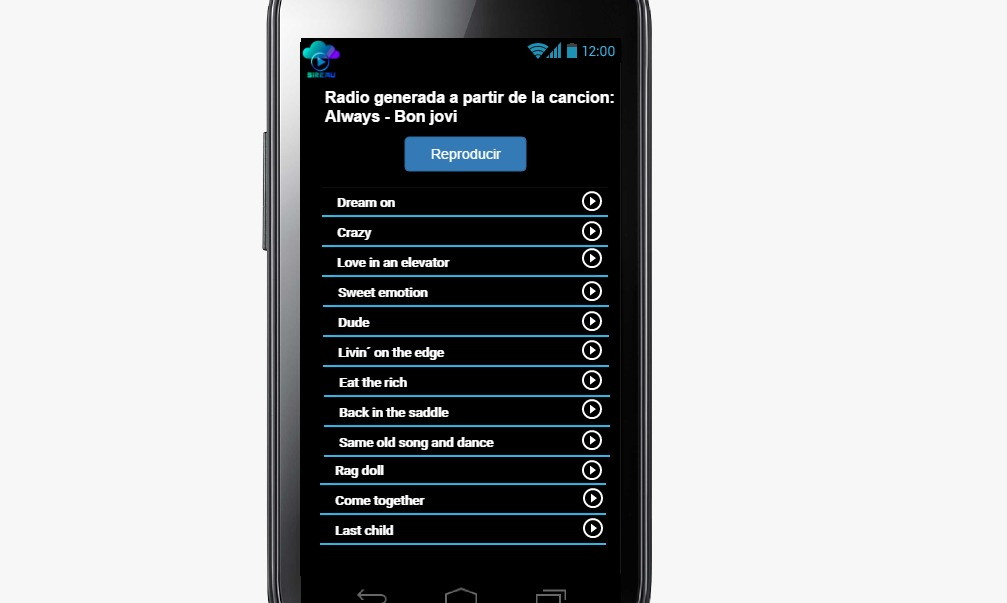 12:00
Radio generada a partir de la cancion:
Always - Bon jovi
Reproducir
Dream on
Crazy
Love in an elevator
Sweet emotion
Dude
Livin´ on the edge
Eat the rich
Back in the saddle
Same old song and dance
Rag doll
Come together
Last child